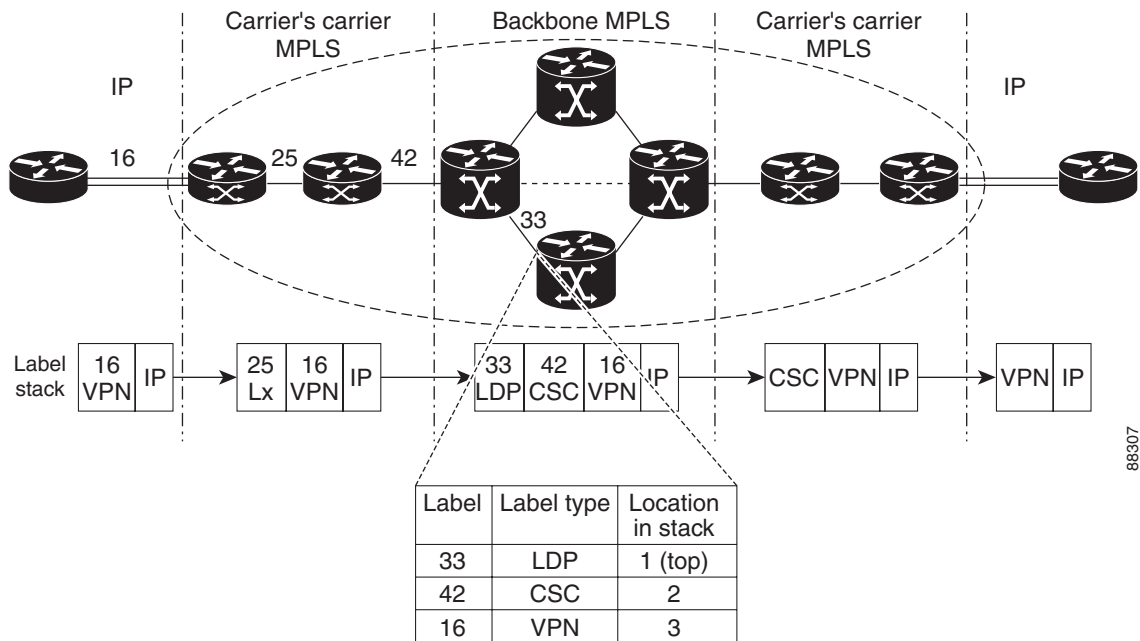 Carrier's carrier
MPLS
Backbone MPLS
Carrier's carrier
MPLS
IP
IP
16
25
42
33
Label
stack
16
VPN
IP
25
Lx
16
VPN
IP
33
LDP
42
CSC
16
VPN
IP
CSC
VPN
IP
VPN
IP
88307
Label
Label type
Location
in stack
33
LDP
1 (top)
42
CSC
2
16
VPN
3